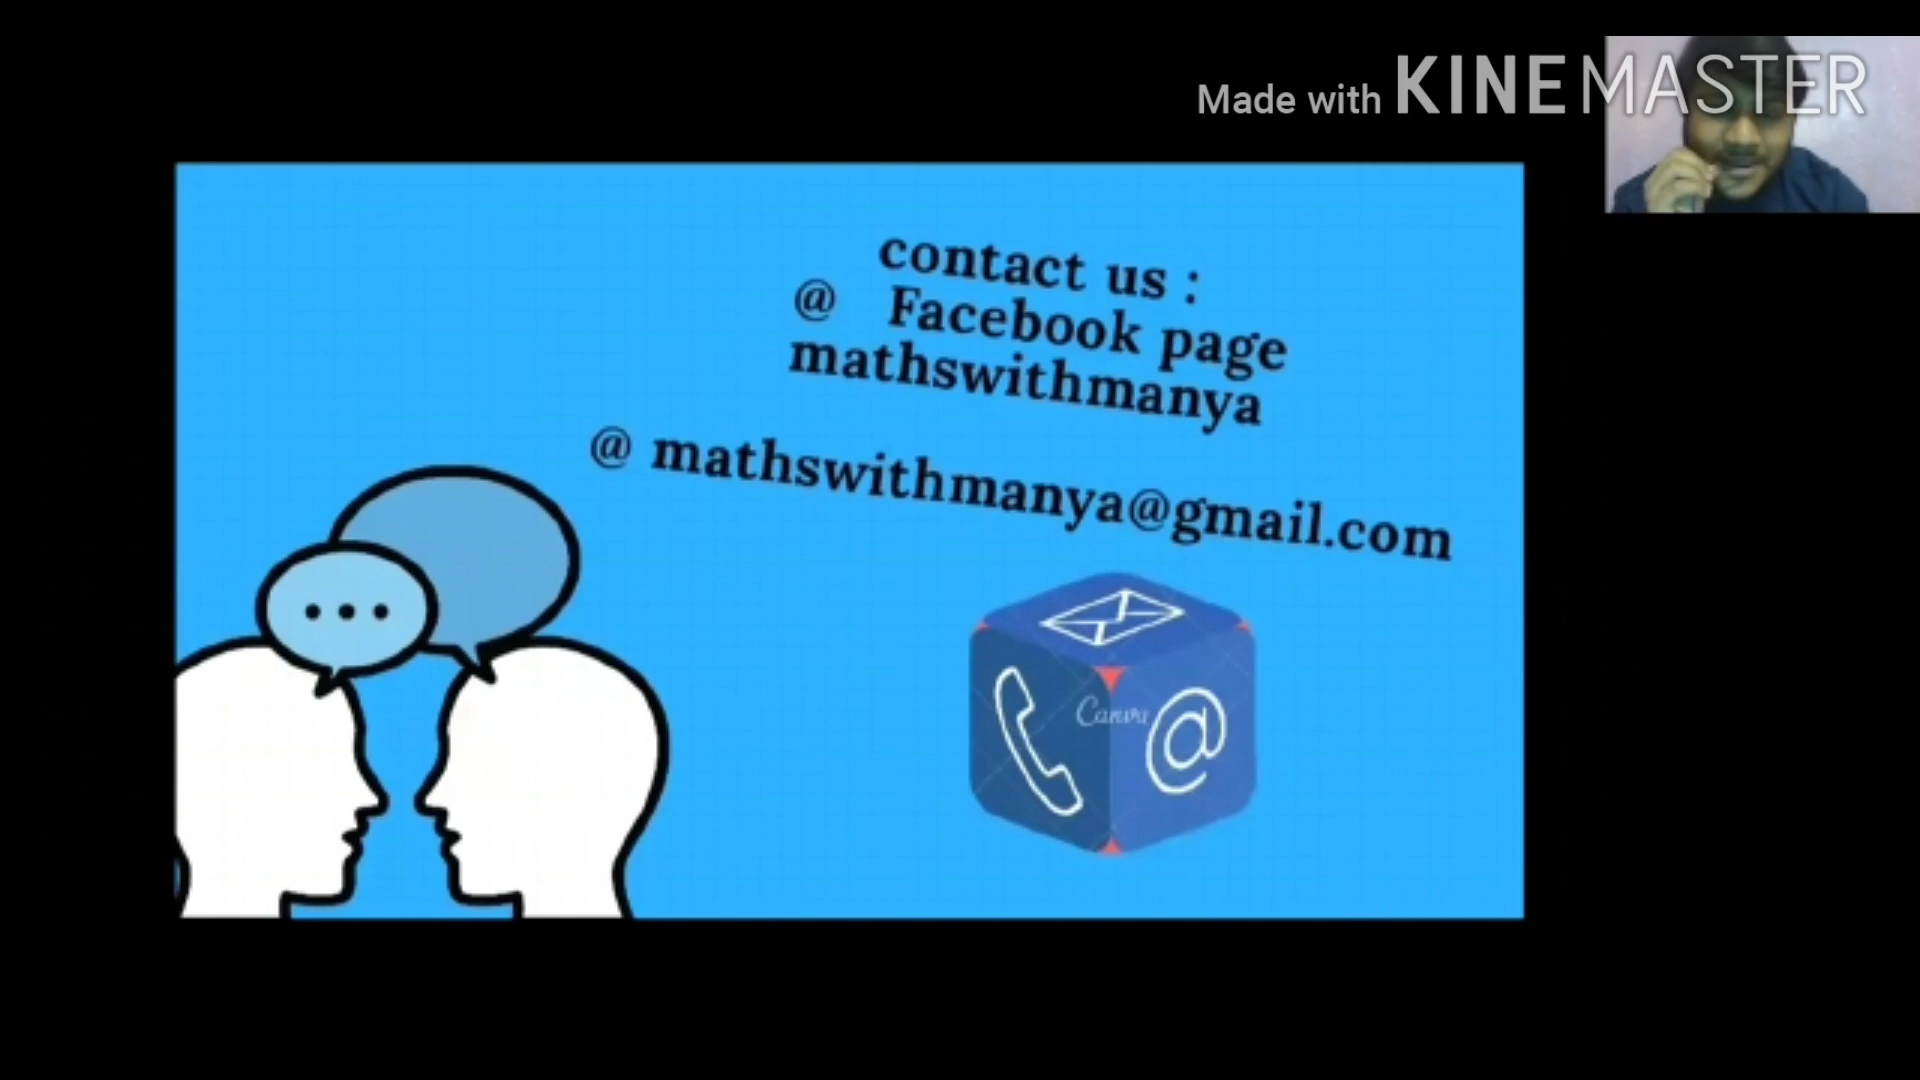 Made with KINEMASTER
contact us :
@ Facebook page
mathswithmanya
@ mathswithmanya@gmail.com
Canva
@